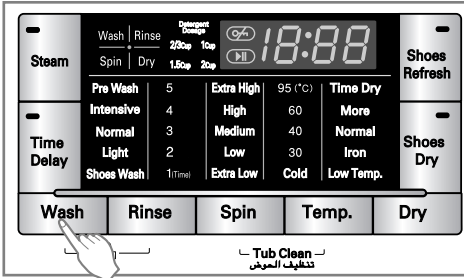 Steam
Wash Rinse
Spin Dry
Detergent Dosage
2/3Cup 1Cup
1.5Cup 2Cup
18:88
Shoes Refresh
Pre Wash 5 Extra High 95 (°C) Time Dry
Intensive 4 High 60 More
Normal 3 Medium 40 Normal
Light 2 Low 30 Iron
Shoes Wash 1(Time) Extra Low Cold Low Temp.
Time Delay
Shoes Dry
Wash Rinse Spin Temp. Dry
Tub Clean
تنظيف الحوض